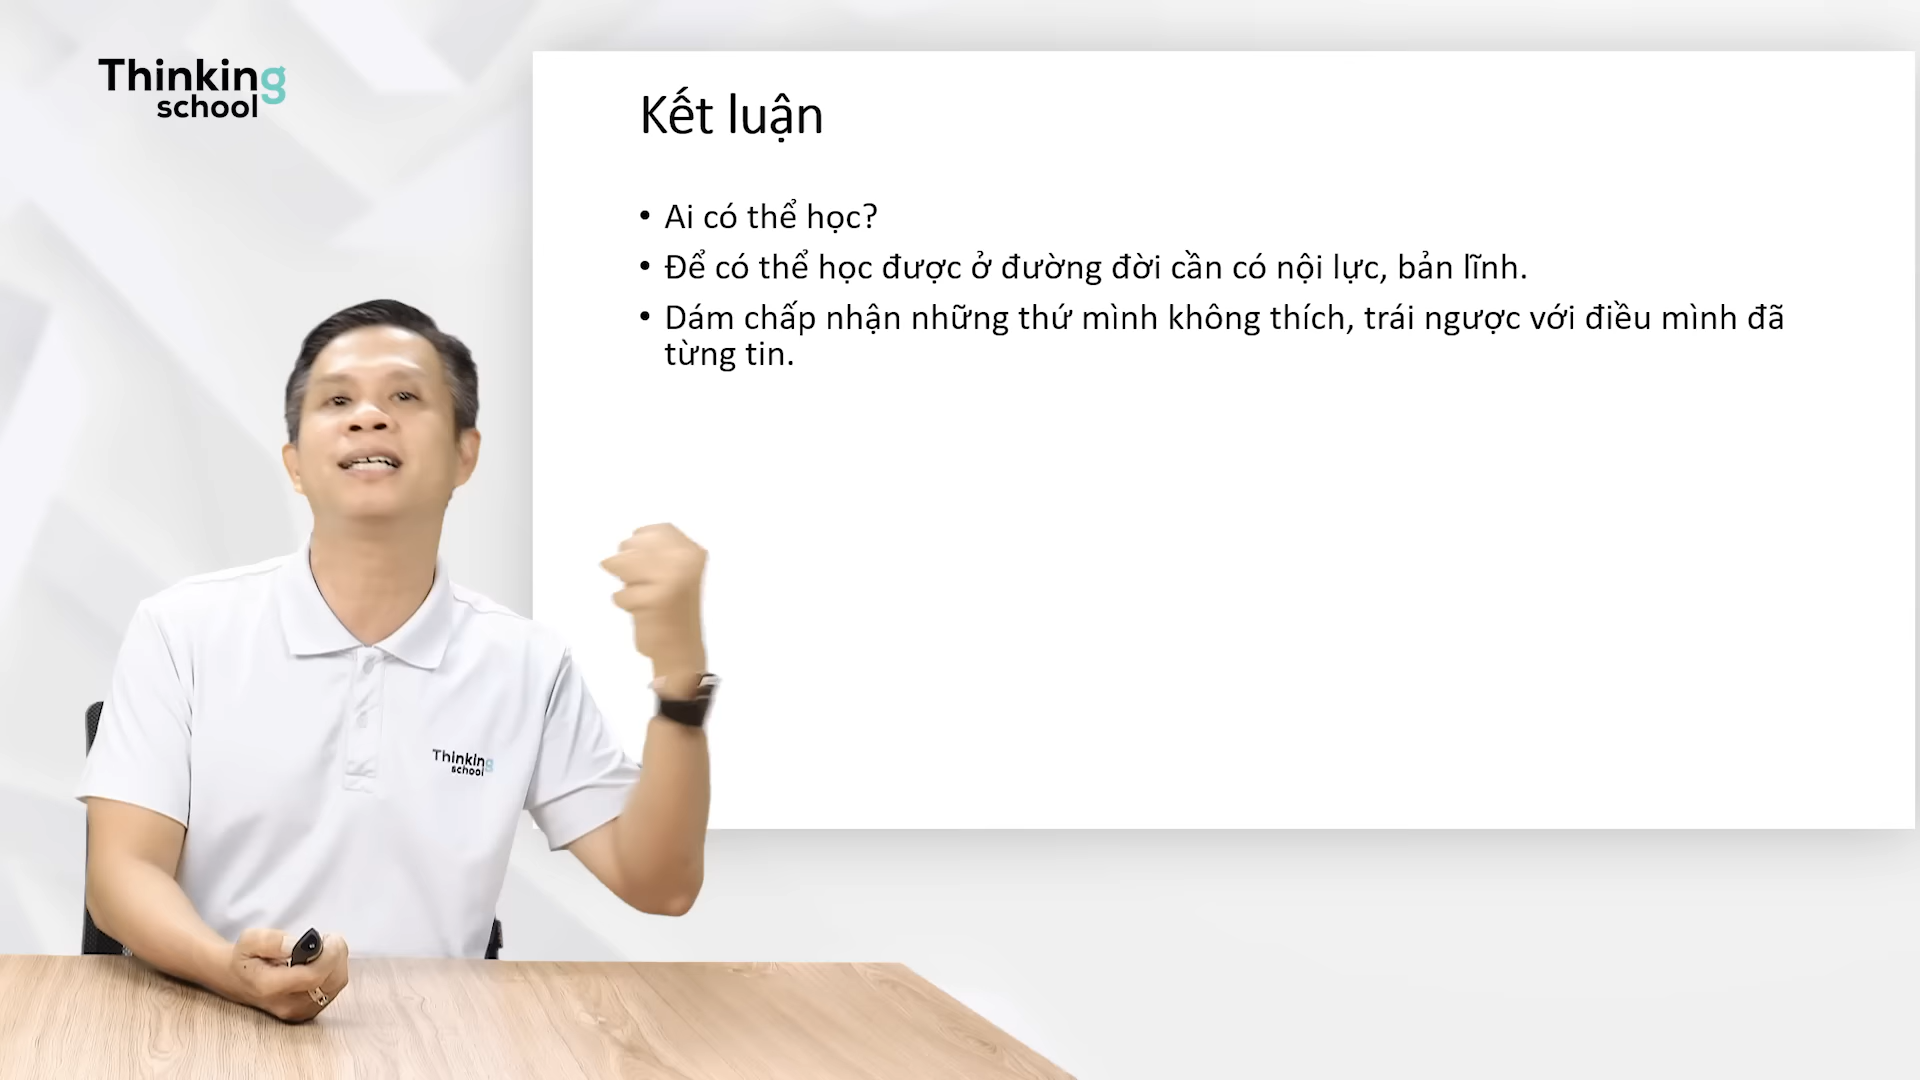 Thinking
school
Kết luận
• Ai có thể học?
• Để có thể học được ở đường đời cần có nội lực, bản lĩnh.
• Dám chấp nhận những thứ mình không thích, trái ngược với điều mình đã
từng tin.
Thinking
school